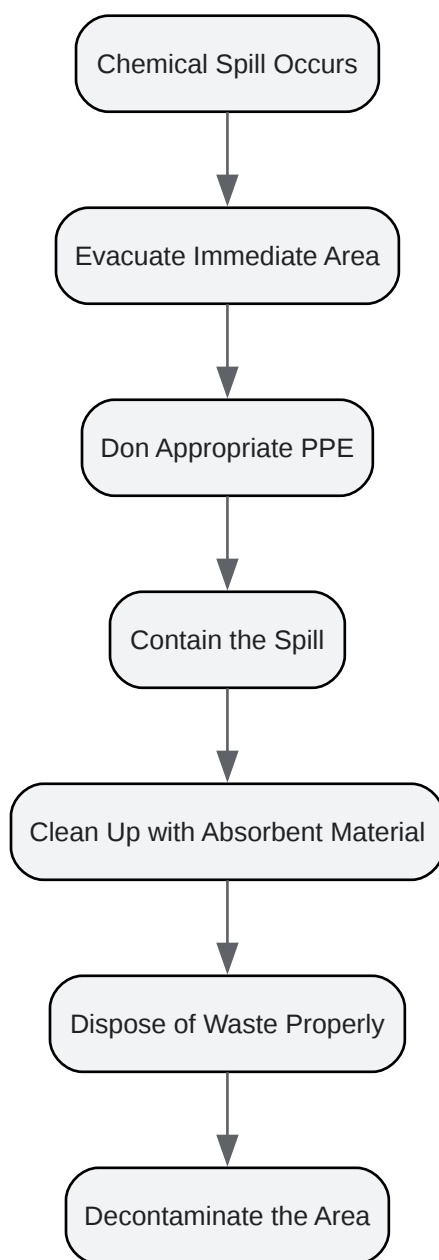 Chemical Spill Occurs
Evacuate Immediate Area
Don Appropriate PPE
Contain the Spill
Clean Up with Absorbent Material
Dispose of Waste Properly
Decontaminate the Area